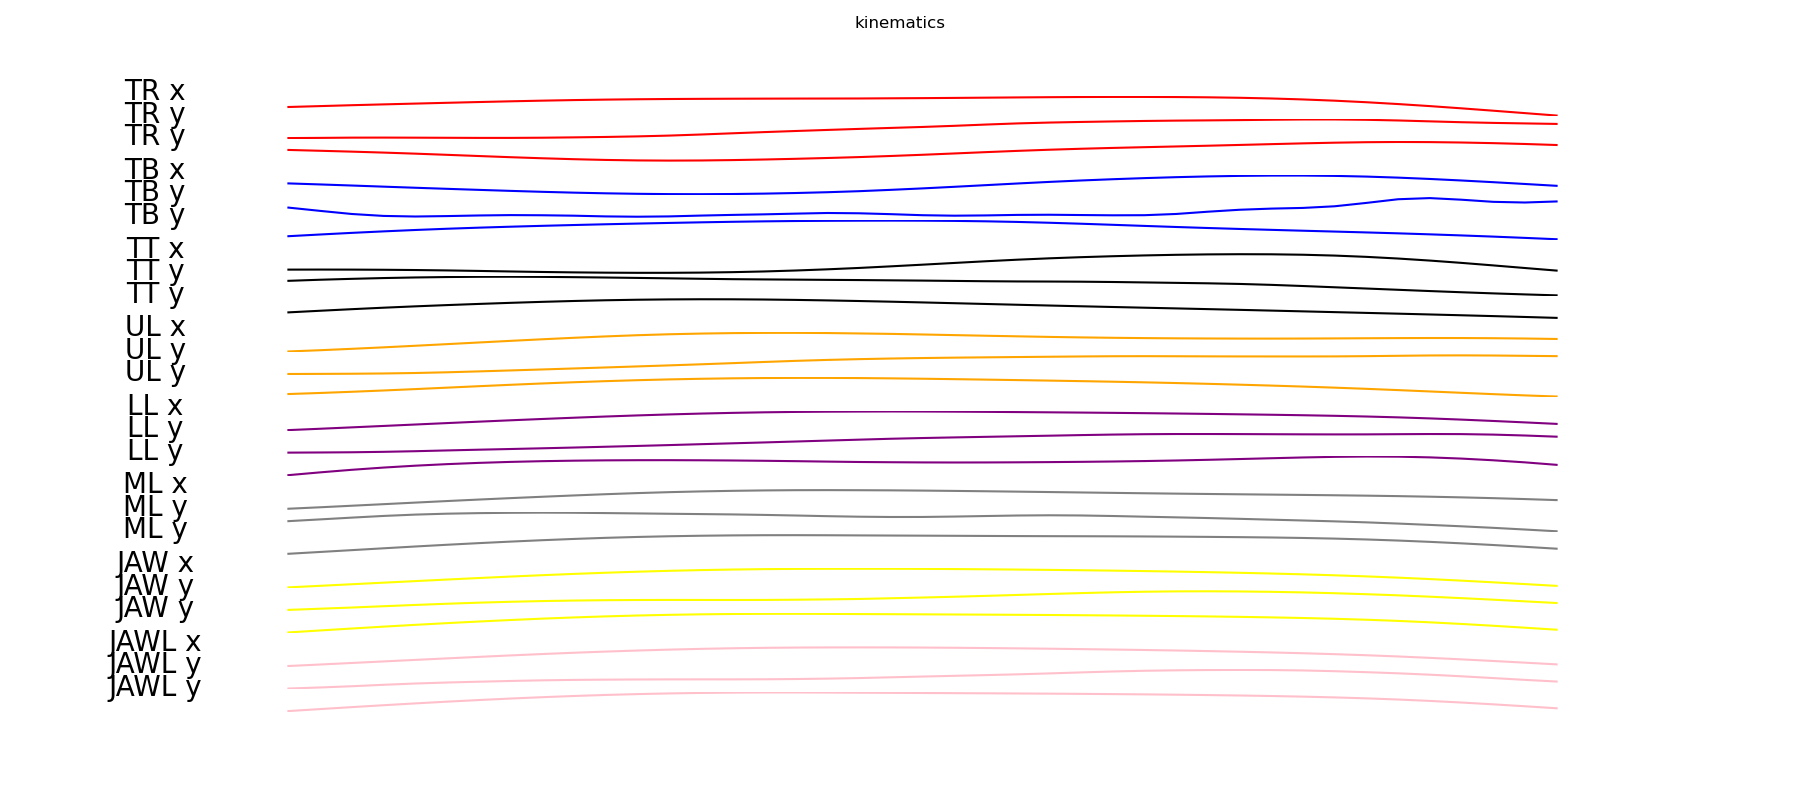 kinematics
TR x
TR y
TR y
TB x
TB y
TB y
TT x
TT y
TT y
UL x
UL y
UL y
LL x
LL y
LL y
ML x
ML y
ML y
JAW x
JAW y
JAW y
JAWL x
JAWL y
JAWL y